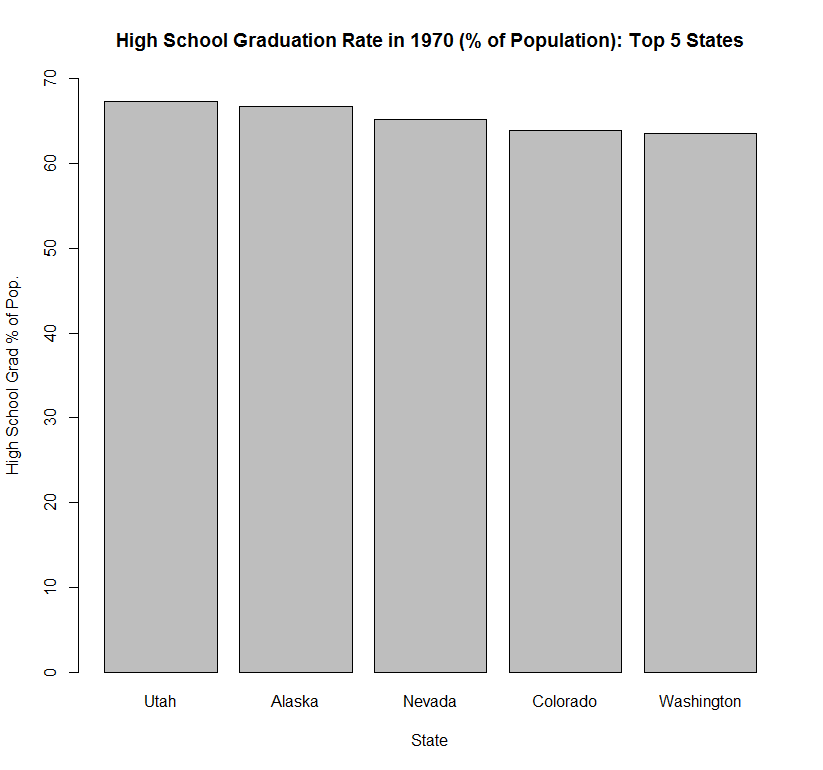 High School Graduation Rate in 1970 (% of Population): Top 5 States
High School Grad % of Pop.
70
60
50
40
30
20
10
0
Utah Alaska Nevada Colorado Washington
State